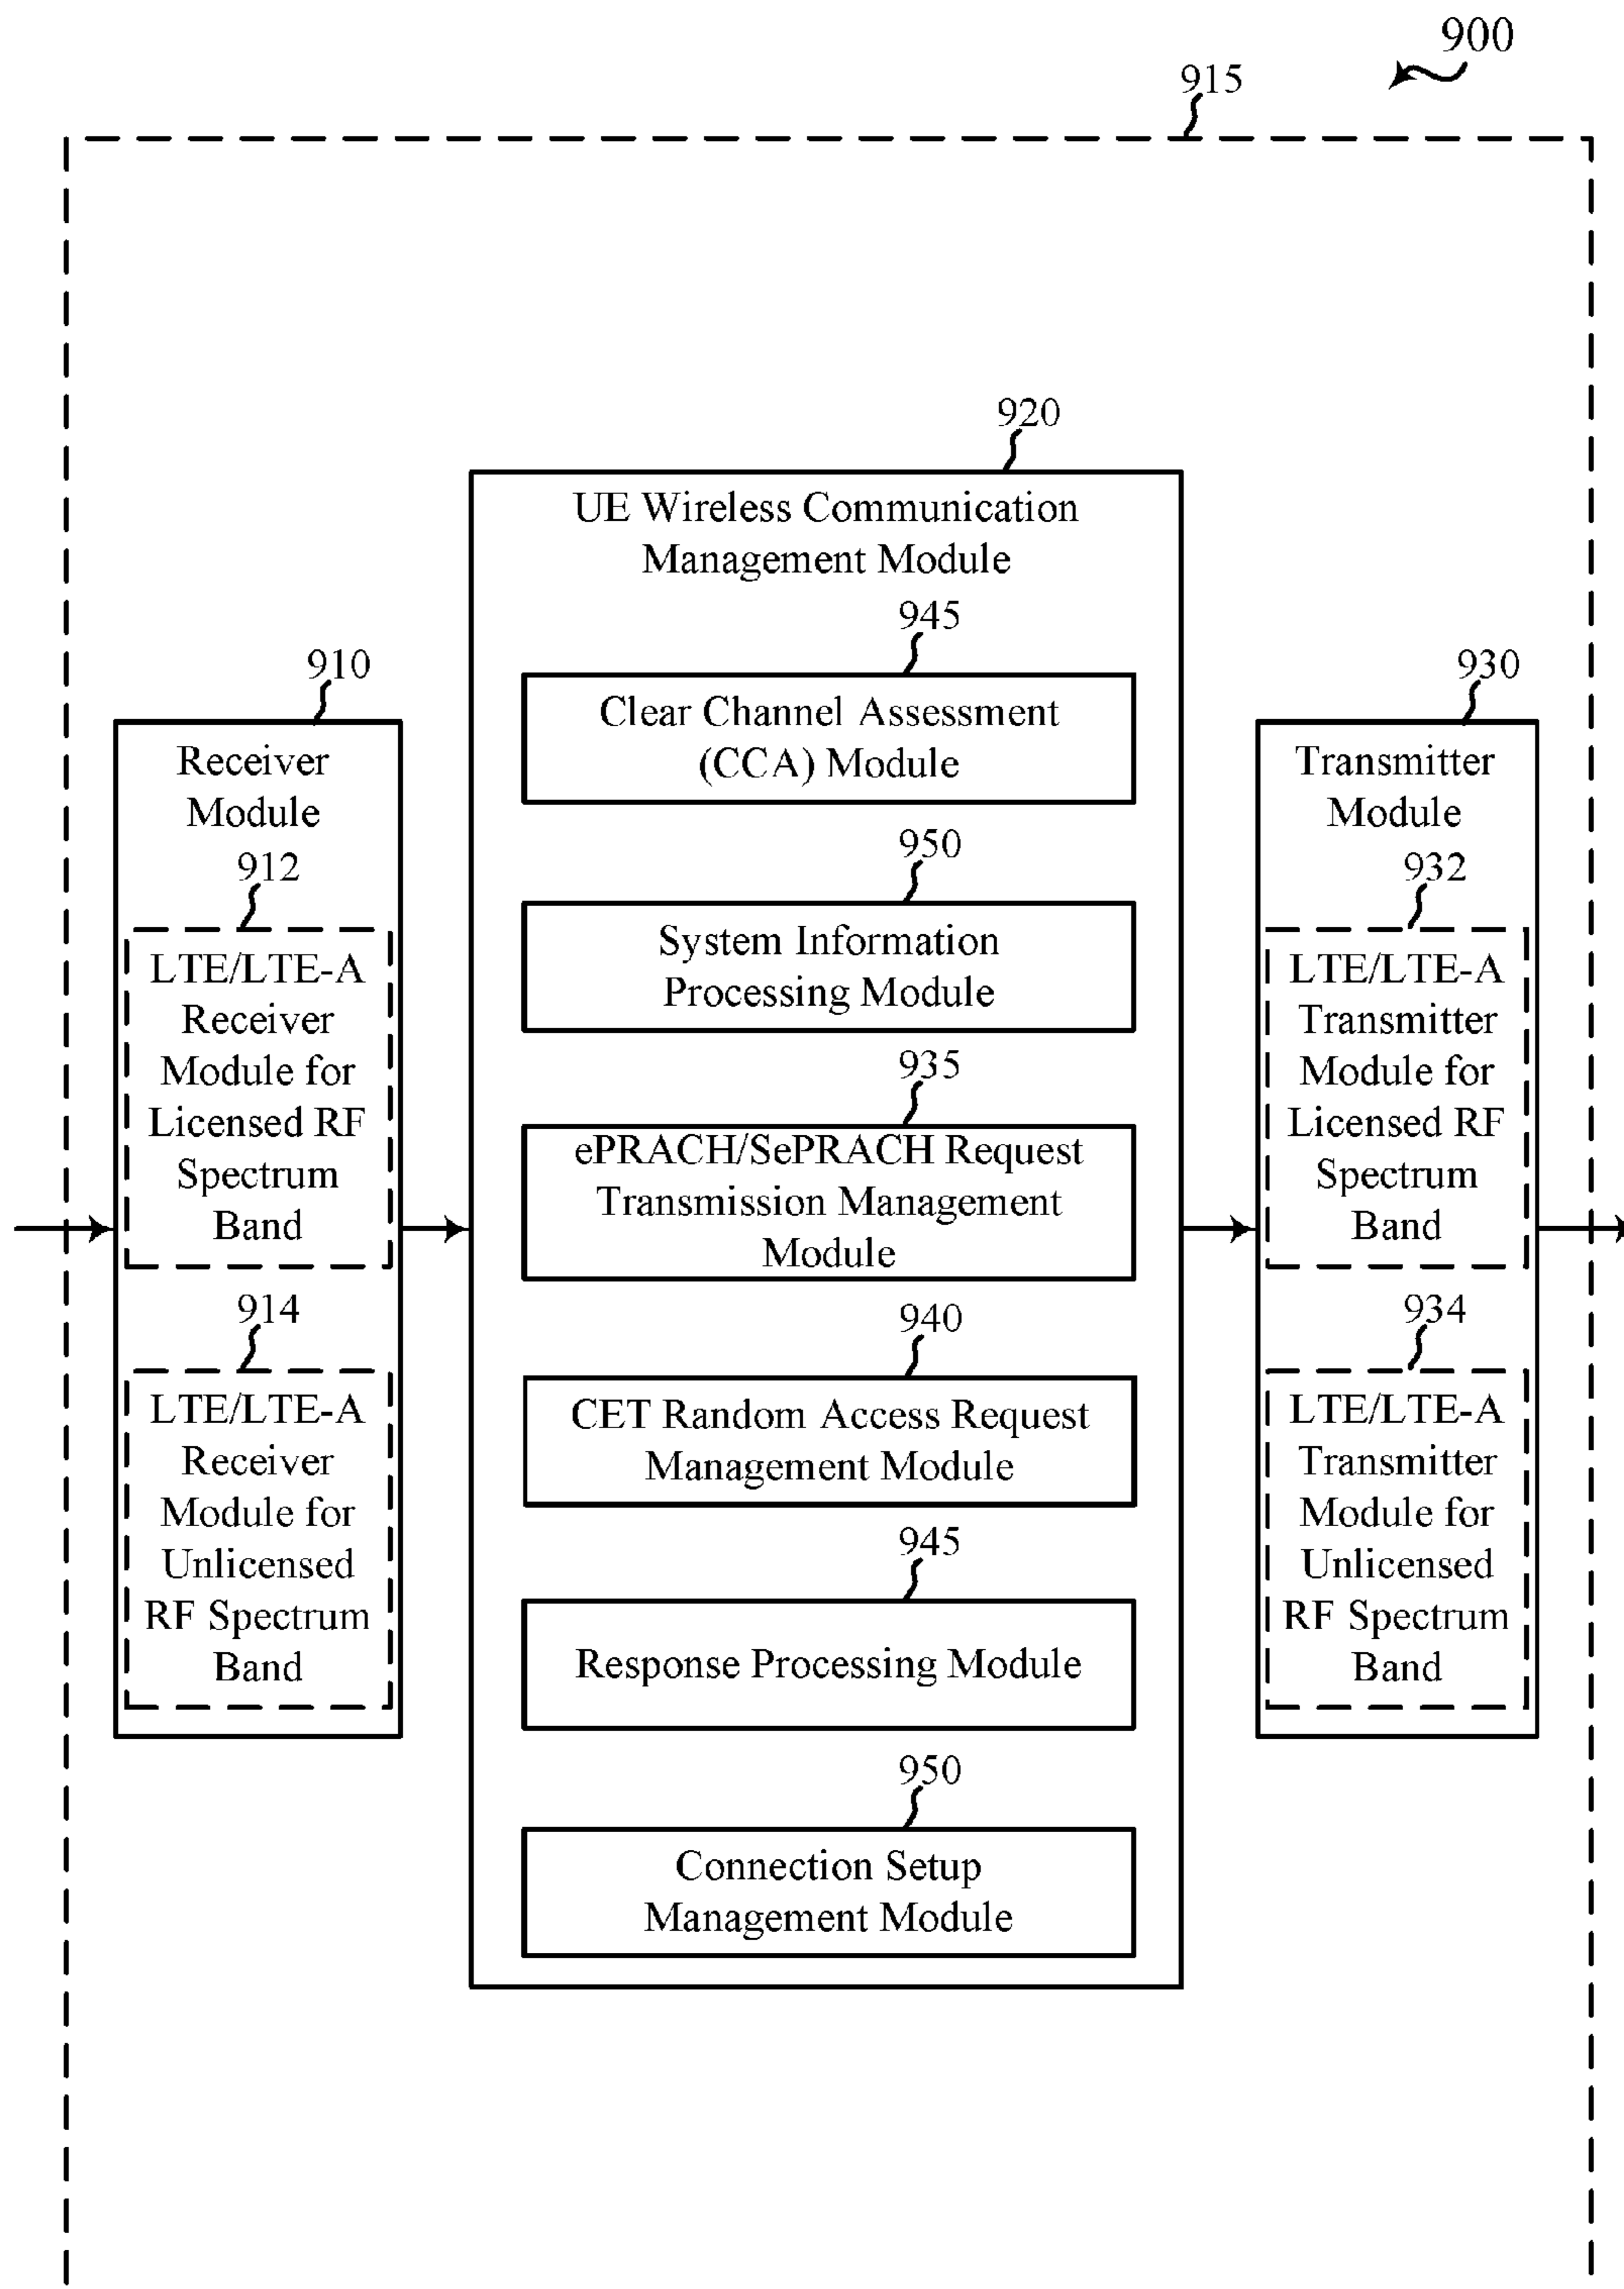 900
915
920
UE Wireless Communication
Management Module
945
Clear Channel Assessment
(CCA) Module
950
System Information
Processing Module
935
ePRACH/SePRACH Request
Transmission Management
Module
940
CET Random Access Request
Management Module
945
Response Processing Module
950
Connection Setup
Management Module
910
Receiver
Module
912
LTE/LTE-A
Receiver
Module for
Licensed RF
Spectrum
Band
914
LTE/LTE-A
Receiver
Module for
Unlicensed
RF Spectrum
Band
930
Transmitter
Module
932
LTE/LTE-A
Transmitter
Module for
Licensed RF
Spectrum
Band
934
LTE/LTE-A
Transmitter
Module for
Unlicensed
RF Spectrum
Band